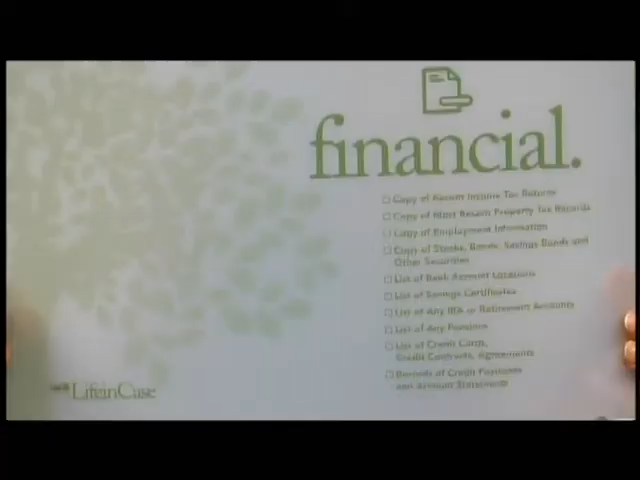 financial.
Copy of Recent Income Tax Returns
Copy of Most Recent Property Tax Records
Copy of Employment Information
Copy of Stocks, Bonds, Savings Bonds and
Other Securities
List of Bank Account Locations
List of Savings Certificates
List of Any IRA or Retirement Accounts
List of Any Pensions
List of Credit Cards,
Credit Contracts, Agreements
Records of Credit Purchases
and Account Statements
LifeinCase